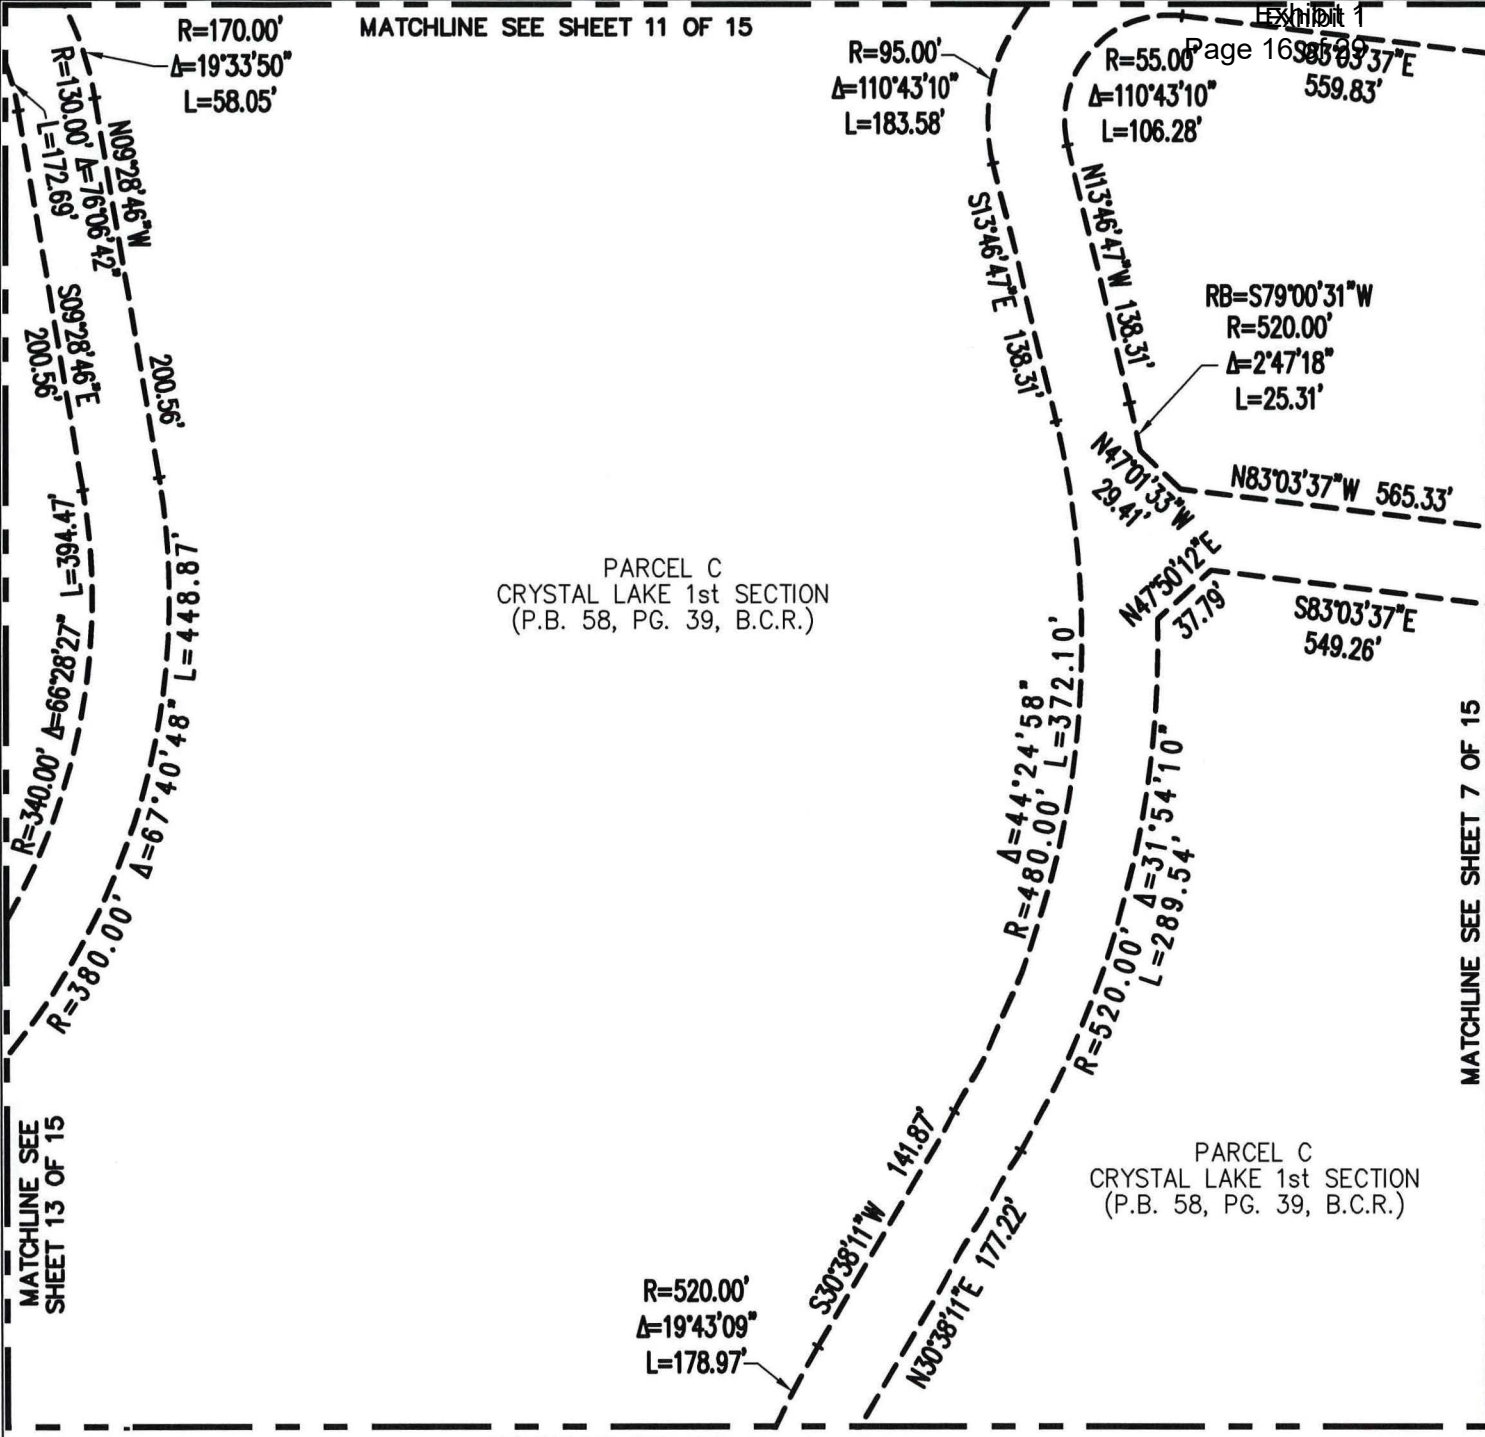 MATCHLINE SEE SHEET 11 OF 15
Exhibit 1
Page 16 of 29
R=170.00'
Δ=19°33'50"
L=58.05'
R=130.00' Δ=76°06'42"
L=172.69'
N09°28'46"W
200.56'
S09°28'46"E
200.56'
R=95.00'
Δ=110°43'10"
L=183.58'
R=55.00'
Δ=110°43'10"
L=106.28'
S83°03'37"E
559.83'
S13°46'47"E 138.31'
N13°46'47"W 138.31'
RB=S79°00'31"W
R=520.00'
Δ=2°47'18"
L=25.31'
N47°01'33"W
29.41'
N83°03'37"W 565.33'
N47°50'12"E
37.79'
S83°03'37"E
549.26'
PARCEL C
CRYSTAL LAKE 1st SECTION
(P.B. 58, PG. 39, B.C.R.)
R=340.00' Δ=66°28'27" L=394.47'
R=380.00' Δ=67°40'48" L=448.87'
Δ=44°24'58"
R=480.00' L=372.10'
R=520.00' Δ=31°54'10"
L=289.54'
MATCHLINE SEE SHEET 7 OF 15
MATCHLINE SEE
SHEET 13 OF 15
S30°38'11"W 141.87'
N30°38'11"E 177.22'
PARCEL C
CRYSTAL LAKE 1st SECTION
(P.B. 58, PG. 39, B.C.R.)
R=520.00'
Δ=19°43'09"
L=178.97'